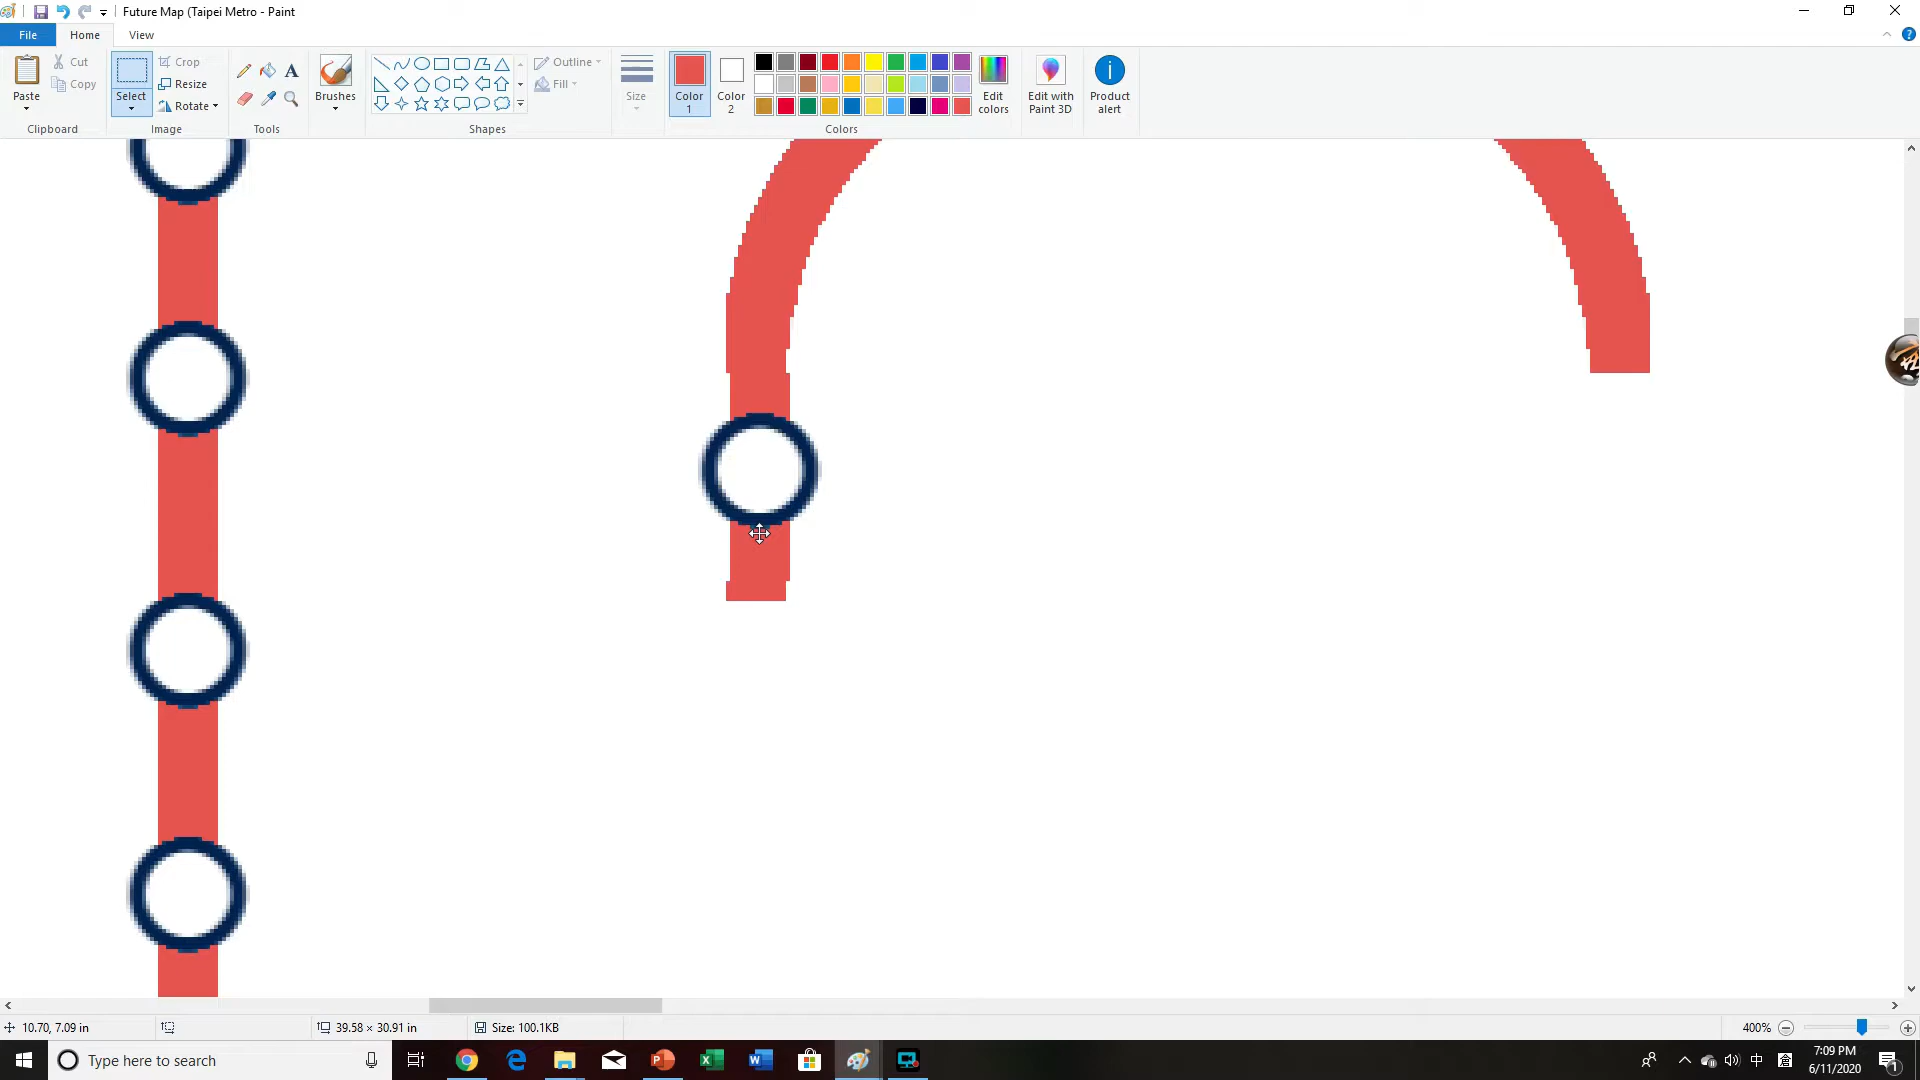 Future Map (Taipei Metro - Paint
File
Home
View
Paste
Cut
Copy
Clipboard
Select
Crop
Resize
Rotate
Image
A
Tools
Brushes
Outline
Fill
Shapes
Size
Color 1
Color 2
Edit colors
Colors
Edit with Paint 3D
Product alert
10.70, 7.09 in
39.58 × 30.91 in
Size: 100.1KB
400%
Type here to search
中
倉
7:09 PM
6/11/2020
1